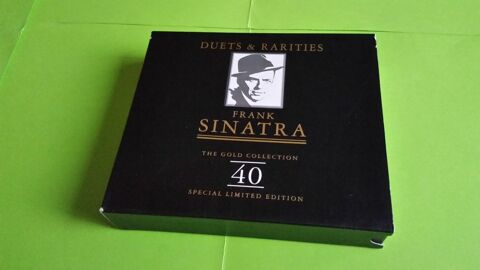 DUETS & RARITIES
FRANK
SINATRA
THE GOLD COLLECTION
40
SPECIAL LIMITED EDITION